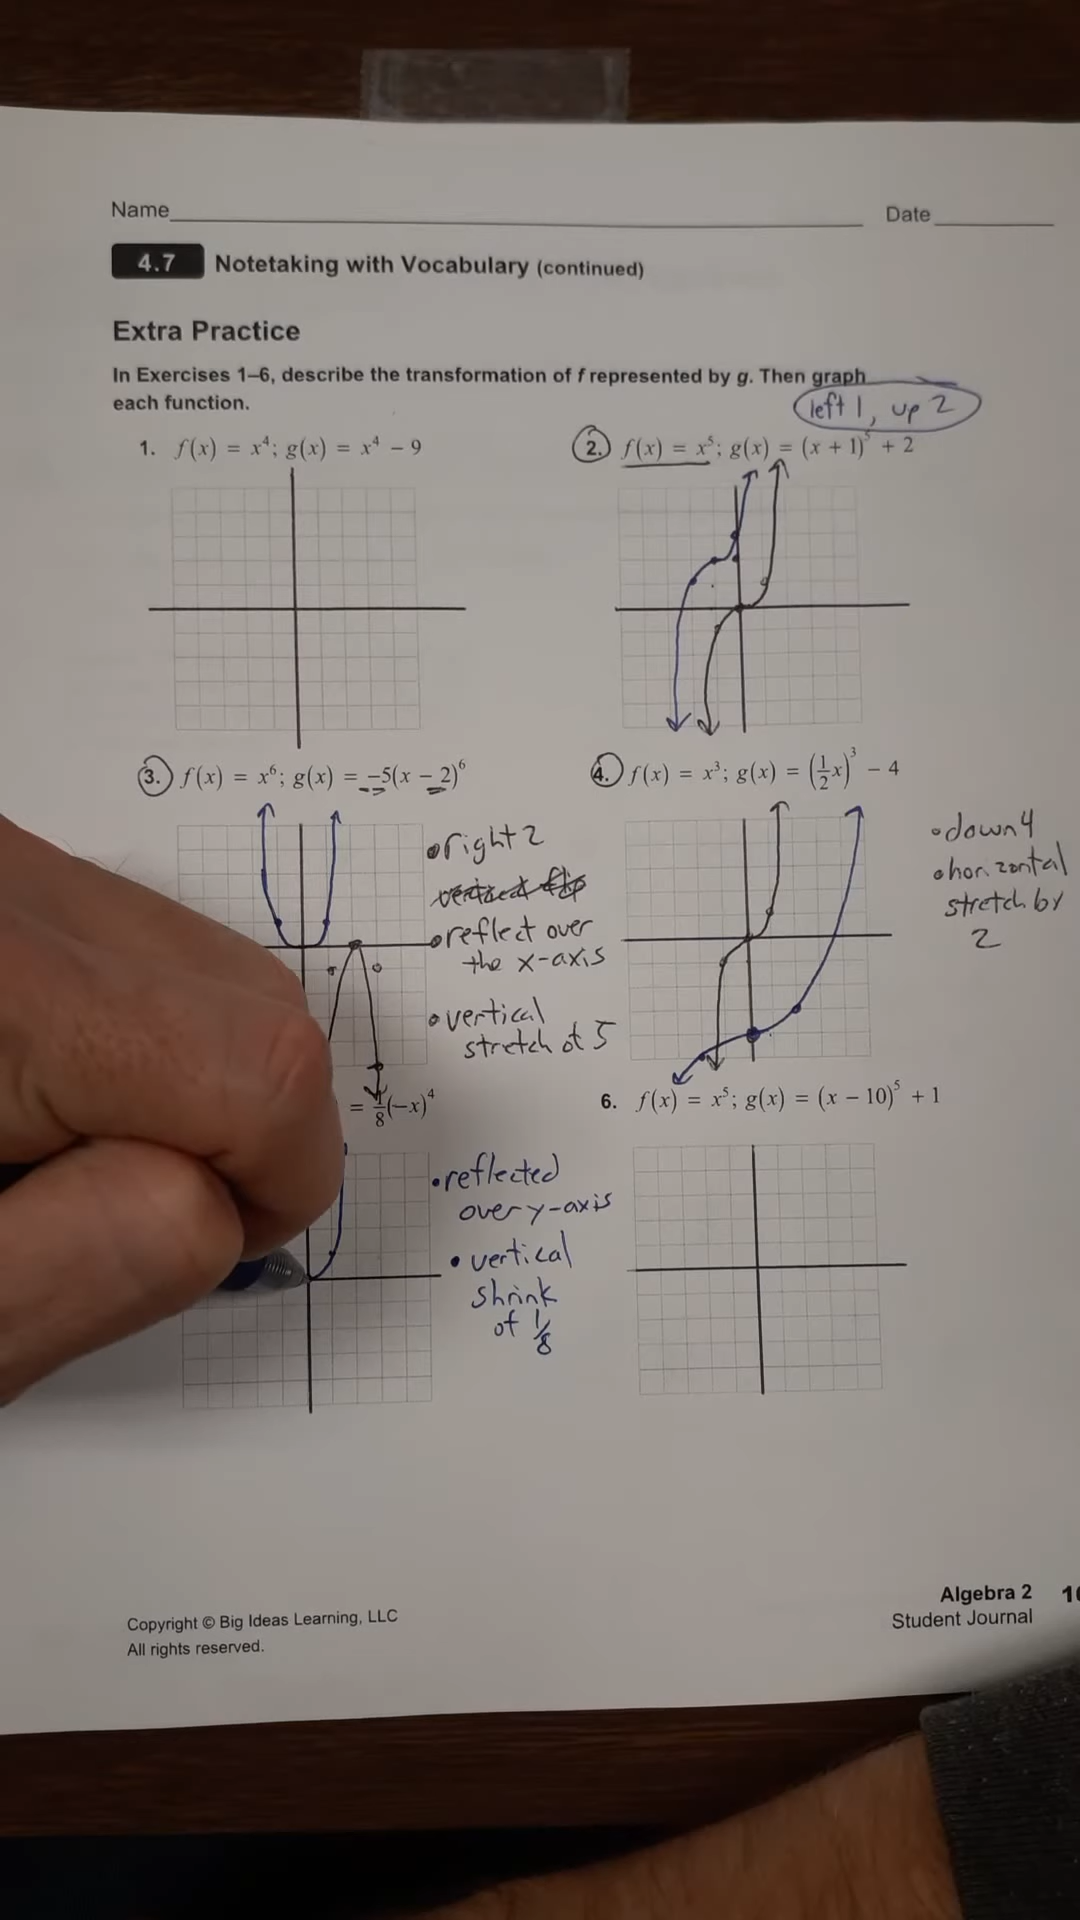 Name
Date
4.7 Notetaking with Vocabulary (continued)
Extra Practice
In Exercises 1–6, describe the transformation of f represented by g. Then graph
each function.
left 1, up 2
1. f(x) = x⁴; g(x) = x⁴ − 9
2. f(x) = x⁵; g(x) = (x + 1)⁵ + 2
3. f(x) = x⁶; g(x) = −5(x − 2)⁶
•right 2
•reflect over
the x-axis
•vertical
stretch of 5
4. f(x) = x³; g(x) = (1/2 x)³ − 4
•down 4
•horizontal
stretch by
2
= 1/8(−x)⁴
•reflected
over y-axis
•vertical
shrink
of 1/8
6. f(x) = x⁵; g(x) = (x − 10)⁵ + 1
Copyright © Big Ideas Learning, LLC
All rights reserved.
Algebra 2
Student Journal